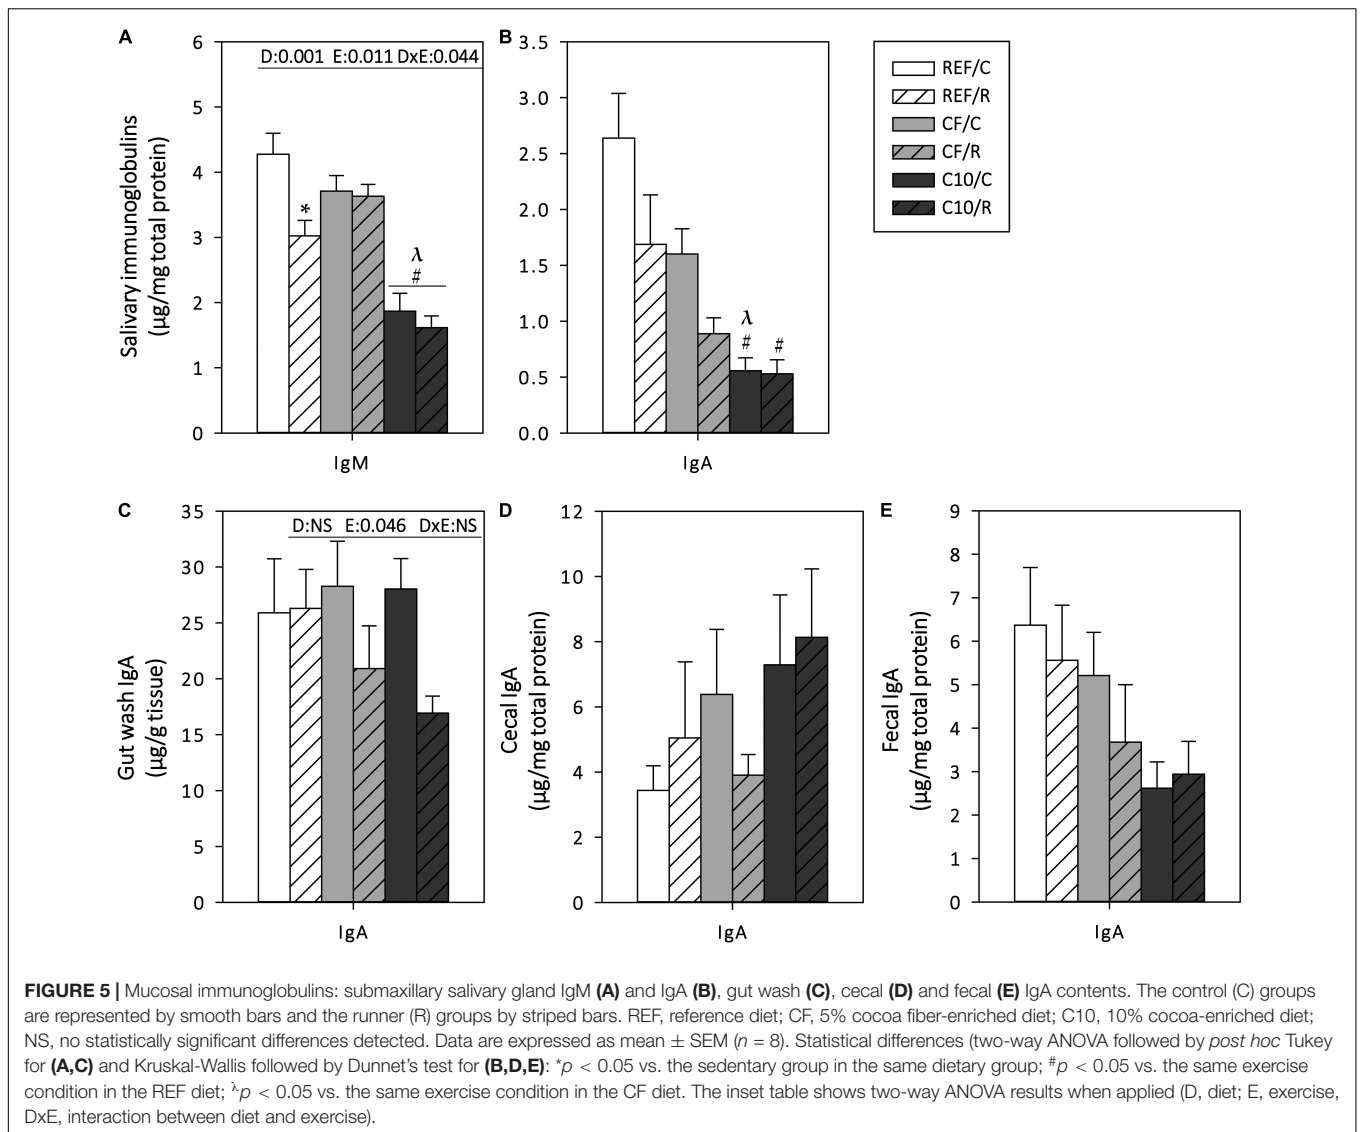 A
D:0.001 E:0.011 DxE:0.044
Salivary immunoglobulins
(µg/mg total protein)
6
5
4
3
2
1
0
*
λ
#
IgM
B
3.5
3.0
2.5
2.0
1.5
1.0
0.5
0.0
λ
#
#
IgA
REF/C
REF/R
CF/C
CF/R
C10/C
C10/R
C
D:NS E:0.046 DxE:NS
Gut wash IgA
(µg/g tissue)
35
30
25
20
15
10
5
0
IgA
D
Cecal IgA
(µg/mg total protein)
12
10
8
6
4
2
0
IgA
E
Fecal IgA
(µg/mg total protein)
9
8
7
6
5
4
3
2
1
0
IgA
FIGURE 5 | Mucosal immunoglobulins: submaxillary salivary gland IgM (A) and IgA (B), gut wash (C), cecal (D) and fecal (E) IgA contents. The control (C) groups
are represented by smooth bars and the runner (R) groups by striped bars. REF, reference diet; CF, 5% cocoa fiber-enriched diet; C10, 10% cocoa-enriched diet;
NS, no statistically significant differences detected. Data are expressed as mean ± SEM (n = 8). Statistical differences (two-way ANOVA followed by post hoc Tukey
for (A,C) and Kruskal-Wallis followed by Dunnet's test for (B,D,E): *p < 0.05 vs. the sedentary group in the same dietary group; #p < 0.05 vs. the same exercise
condition in the REF diet; λp < 0.05 vs. the same exercise condition in the CF diet. The inset table shows two-way ANOVA results when applied (D, diet; E, exercise,
DxE, interaction between diet and exercise).